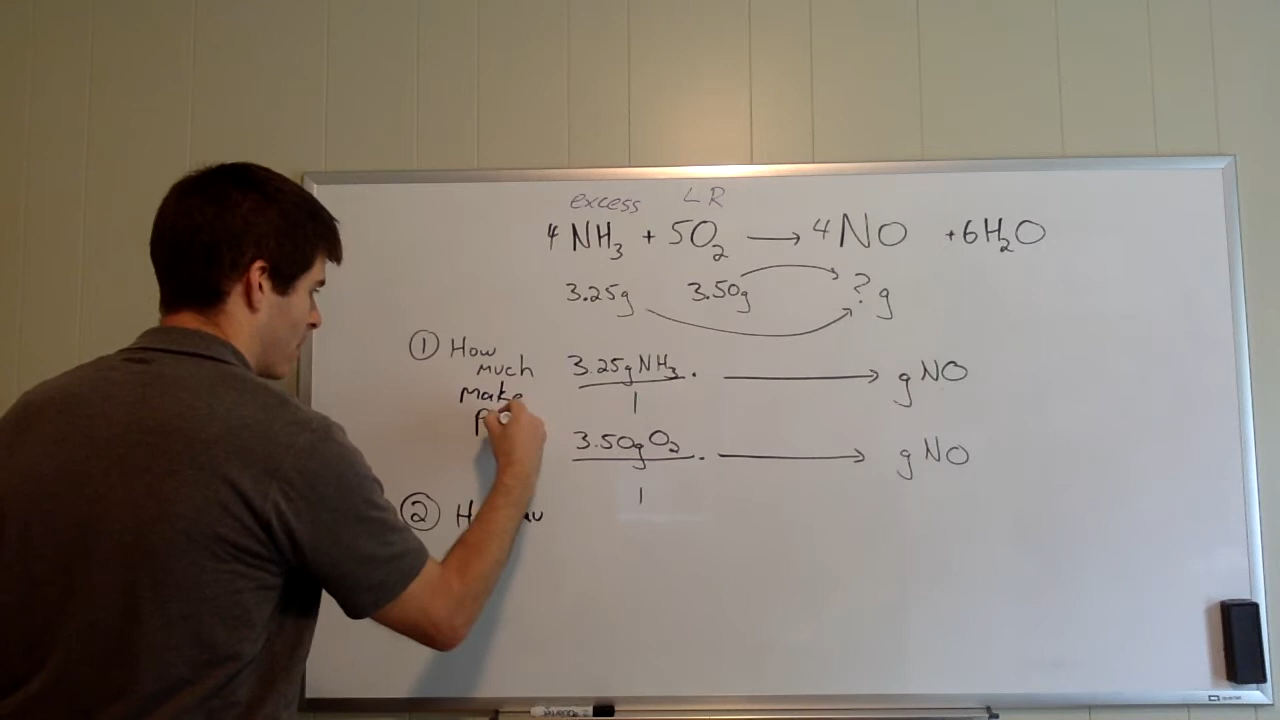 excess LR
4 NH3 + 5O2 → 4NO + 6H2O
3.25g 3.50g ? g
① How
much
make
3.25g NH3 . → g NO
1
3.50g O2 . → g NO
1
②